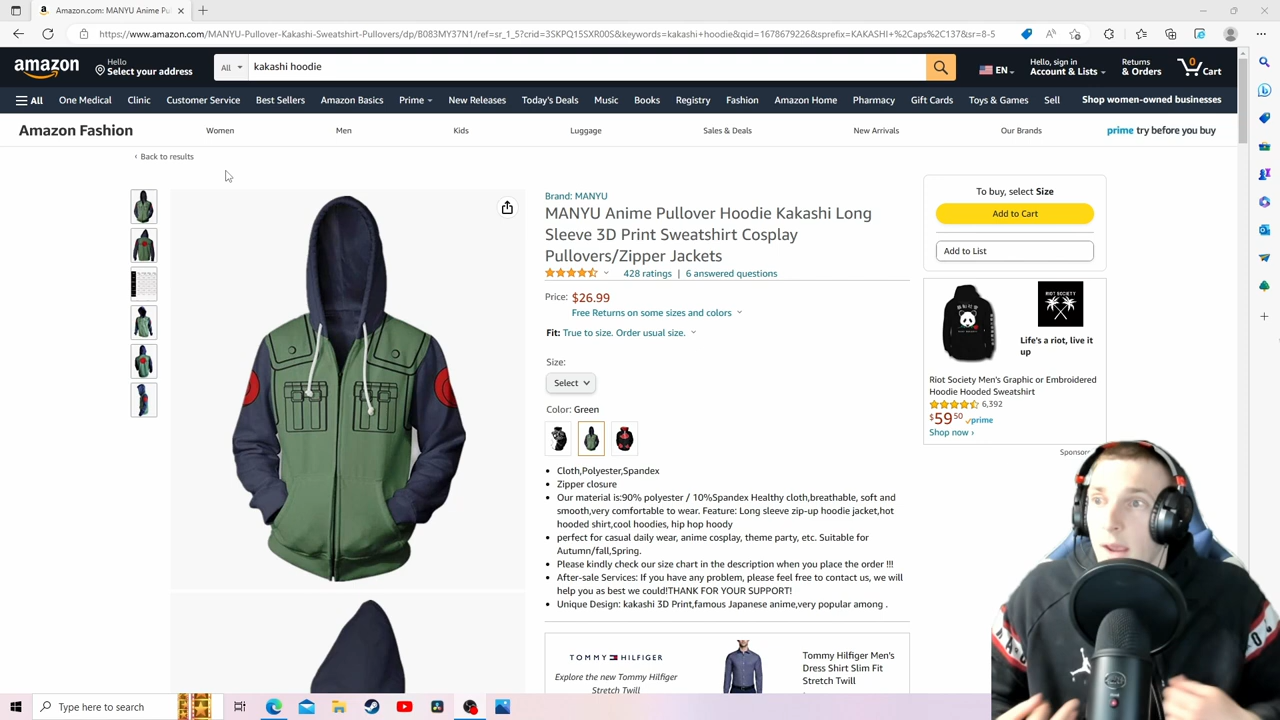 Amazon.com: MANYU Anime Pu
https://www.amazon.com/MANYU-Pullover-Kakashi-Sweatshirt-Pullovers/dp/B083MY37N1/ref=sr_1_5?crid=3SKPQ15SXR00S&keywords=kakashi+hoodie&qid=1678679226&sprefix=KAKASHI+%2Caps%2C137&sr=8-5
amazon
Hello
Select your address
All
kakashi hoodie
EN
Hello, sign in
Account & Lists
Returns
& Orders
0
Cart
All One Medical Clinic Customer Service Best Sellers Amazon Basics Prime New Releases Today's Deals Music Books Registry Fashion Amazon Home Pharmacy Gift Cards Toys & Games Sell Shop women-owned businesses
Amazon Fashion Women Men Kids Luggage Sales & Deals New Arrivals Our Brands prime try before you buy
‹ Back to results
Brand: MANYU
MANYU Anime Pullover Hoodie Kakashi Long
Sleeve 3D Print Sweatshirt Cosplay
Pullovers/Zipper Jackets
428 ratings | 6 answered questions
Price: $26.99
Free Returns on some sizes and colors
Fit: True to size. Order usual size.
Size:
Select
Color: Green
• Cloth,Polyester,Spandex
• Zipper closure
• Our material is:90% polyester / 10%Spandex Healthy cloth,breathable, soft and
smooth,very comfortable to wear. Feature: Long sleeve zip-up hoodie jacket,hot
hooded shirt,cool hoodies, hip hop hoody
• perfect for casual daily wear, anime cosplay, theme party, etc. Suitable for
Autumn/fall,Spring.
• Please kindly check our size chart in the description when you place the order !!!
• After-sale Services: If you have any problem, please feel free to contact us, we will
help you as best we could!THANK FOR YOUR SUPPORT!
• Unique Design: kakashi 3D Print,famous Japanese anime,very popular among .
TOMMY HILFIGER
Explore the new Tommy Hilfiger
Stretch Twill
Tommy Hilfiger Men's
Dress Shirt Slim Fit
Stretch Twill
To buy, select Size
Add to Cart
Add to List
RIOT SOCIETY
Life's a riot, live it
up
Riot Society Men's Graphic or Embroidered
Hoodie Hooded Sweatshirt
6,392
$59 50 prime
Shop now ›
Sponsor
Type here to search